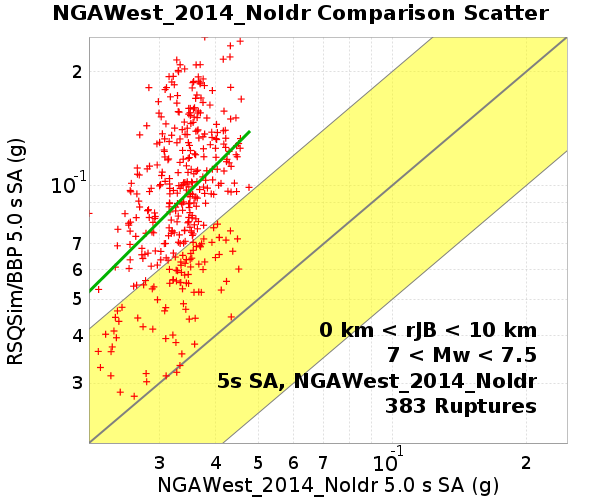 NGAWest_2014_NoIdr Comparison Scatter
RSQSim/BBP 5.0 s SA (g)
2
10⁻¹
7
6
5
4
3
0 km < rJB < 10 km
7 < Mw < 7.5
5s SA, NGAWest_2014_NoIdr
383 Ruptures
3 4 5 6 7 10⁻¹ 2
NGAWest_2014_NoIdr 5.0 s SA (g)